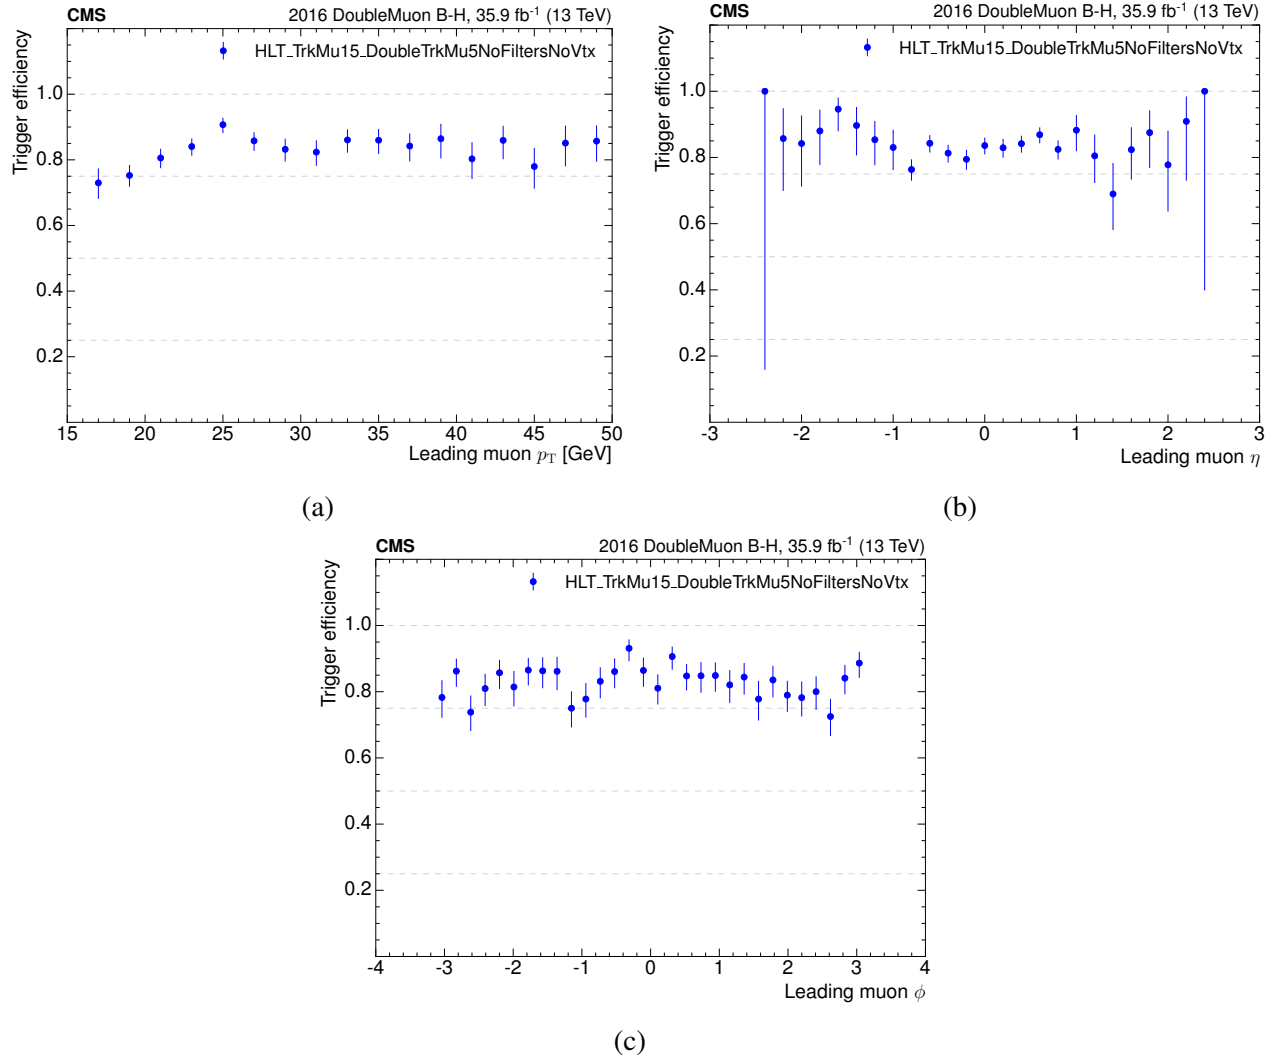 CMS 2016 DoubleMuon B-H, 35.9 fb⁻¹ (13 TeV)
HLT_TrkMu15_DoubleTrkMu5NoFiltersNoVtx
Trigger efficiency
1.0
0.8
0.6
0.4
0.2
15 20 25 30 35 40 45 50
Leading muon p_T [GeV]
(a)
CMS 2016 DoubleMuon B-H, 35.9 fb⁻¹ (13 TeV)
HLT_TrkMu15_DoubleTrkMu5NoFiltersNoVtx
Trigger efficiency
1.0
0.8
0.6
0.4
0.2
-3 -2 -1 0 1 2 3
Leading muon η
(b)
CMS 2016 DoubleMuon B-H, 35.9 fb⁻¹ (13 TeV)
HLT_TrkMu15_DoubleTrkMu5NoFiltersNoVtx
Trigger efficiency
1.0
0.8
0.6
0.4
0.2
-4 -3 -2 -1 0 1 2 3 4
Leading muon ϕ
(c)